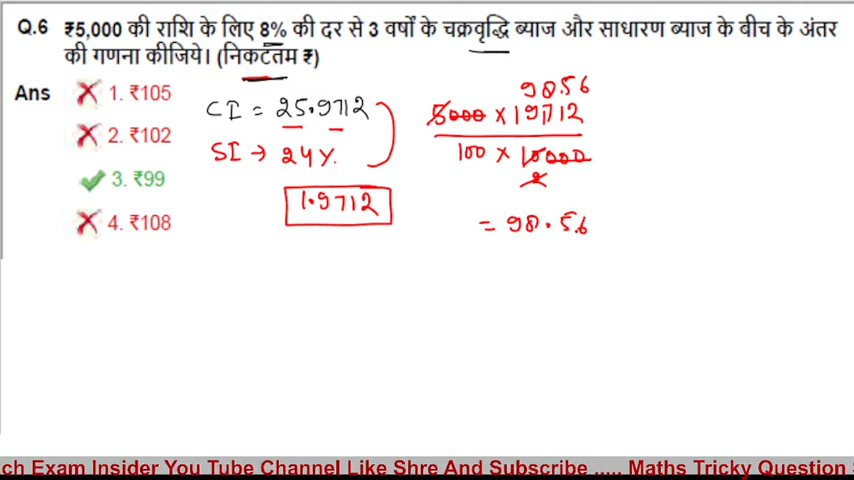 Q.6 ₹5,000 की राशि के लिए 8% की दर से 3 वर्षों के चक्रवृद्धि ब्याज और साधारण ब्याज के बीच के अंतर
की गणना कीजिये। (निकटतम ₹)
Ans
1. ₹105
2. ₹102
3. ₹99
4. ₹108
CI = 25.9712
SI → 24%
1.9712
9856
5000 × 19712
100 × 10000
2
= 98.56
ch Exam Insider You Tube Channel Like Shre And Subscribe ..... Maths Tricky Question